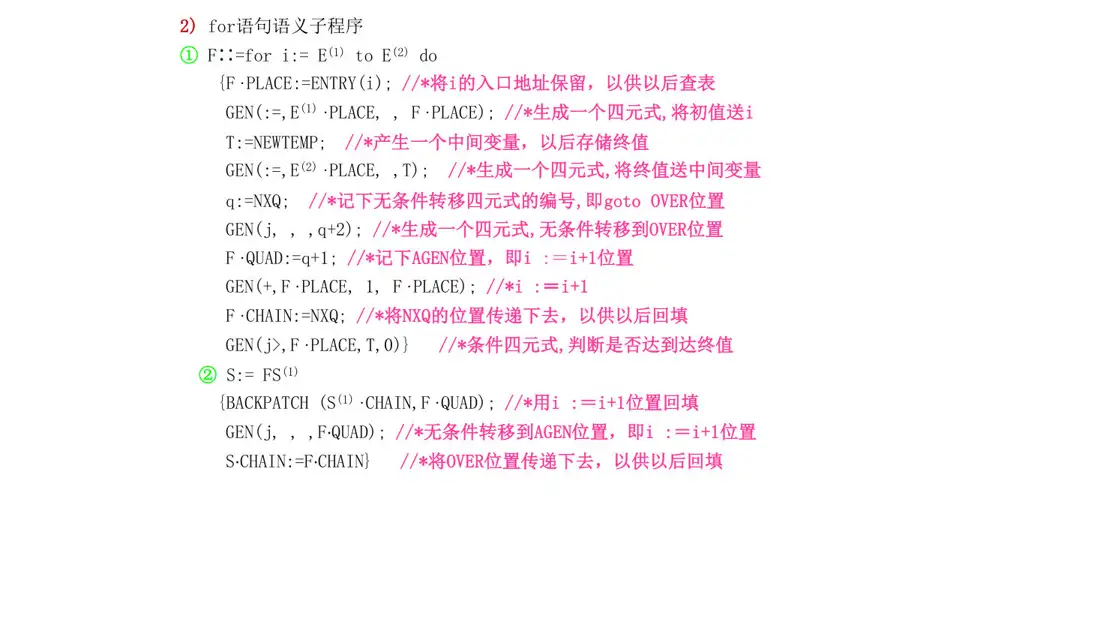 2) for语句语义子程序
① F∷=for i:= E⁽¹⁾ to E⁽²⁾ do
{F·PLACE:=ENTRY(i); //*将i的入口地址保留，以供以后查表
GEN(:=,E⁽¹⁾·PLACE, , F·PLACE); //*生成一个四元式,将初值送i
T:=NEWTEMP; //*产生一个中间变量，以后存储终值
GEN(:=,E⁽²⁾·PLACE, ,T); //*生成一个四元式,将终值送中间变量
q:=NXQ; //*记下无条件转移四元式的编号,即goto OVER位置
GEN(j, , ,q+2); //*生成一个四元式,无条件转移到OVER位置
F·QUAD:=q+1; //*记下AGEN位置，即i :＝i+1位置
GEN(+,F·PLACE, 1, F·PLACE); //*i :＝i+1
F·CHAIN:=NXQ; //*将NXQ的位置传递下去，以供以后回填
GEN(j>,F·PLACE,T,0)} //*条件四元式,判断是否达到达终值
② S:= FS⁽¹⁾
{BACKPATCH (S⁽¹⁾·CHAIN,F·QUAD); //*用i :＝i+1位置回填
GEN(j, , ,F·QUAD); //*无条件转移到AGEN位置，即i :＝i+1位置
S·CHAIN:=F·CHAIN} //*将OVER位置传递下去，以供以后回填